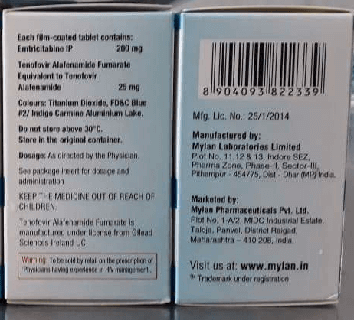 Each film-coated tablet contains:
Emtricitabine IP 200 mg
Tenofovir Alafenamide Fumarate
Equivalent to Tenofovir
Alafenamide 25 mg
Colours: Titanium Dioxide, FD&C Blue
#2/ Indigo Carmine Aluminium Lake.
Do not store above 30°C.
Store in the original container.
Dosage: As directed by the Physician.
See package insert for dosage and
administration
KEEP THE MEDICINE OUT OF REACH OF
CHILDREN.
Tenofovir Alafenamide Fumarate is
manufactured under license from Gilead
Sciences Ireland UC
Warning: To be sold by retail on the prescription of
Physicians having experience in management
8 904093 822339
Mfg. Lic. No. 25/1/2014
Manufactured by:
Mylan Laboratories Limited
Plot No. 11,12 & 13, Indore SEZ,
Pharma Zone, Phase-II, Sector-III,
Pithampur - 454775, Dist - Dhar (MP) India.
Marketed by:
Mylan Pharmaceuticals Pvt. Ltd.
Plot No. 1-A/2, MIDC Industrial Estate,
Taloja, Panvel, District Raigad,
Maharashtra - 410 208, India.
Visit us at: www.mylan.in
Trademark under registration